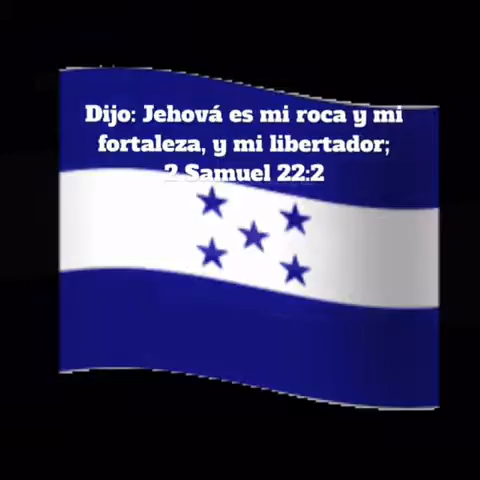 Dijo: Jehová es mi roca y mi
fortaleza, y mi libertador;
2 Samuel 22:2